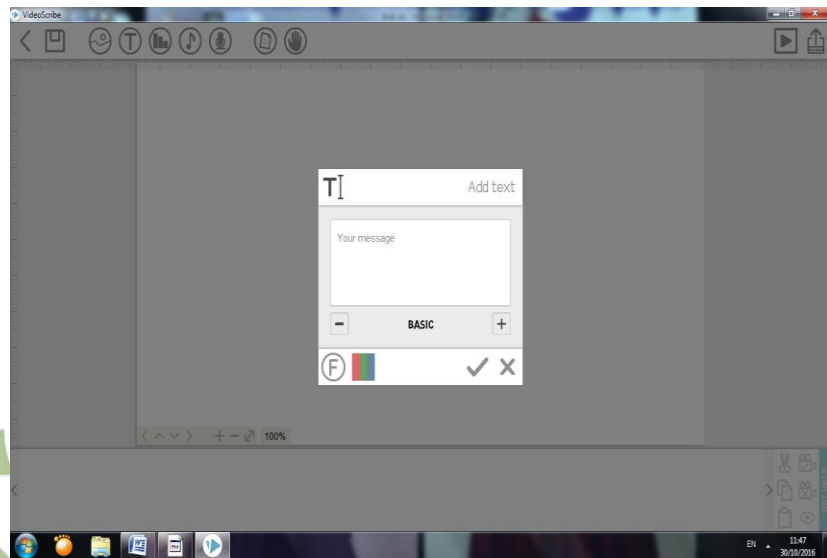 VideoScribe
T Add text
Your message
BASIC
F
100%
EN 11:47
30/10/2016